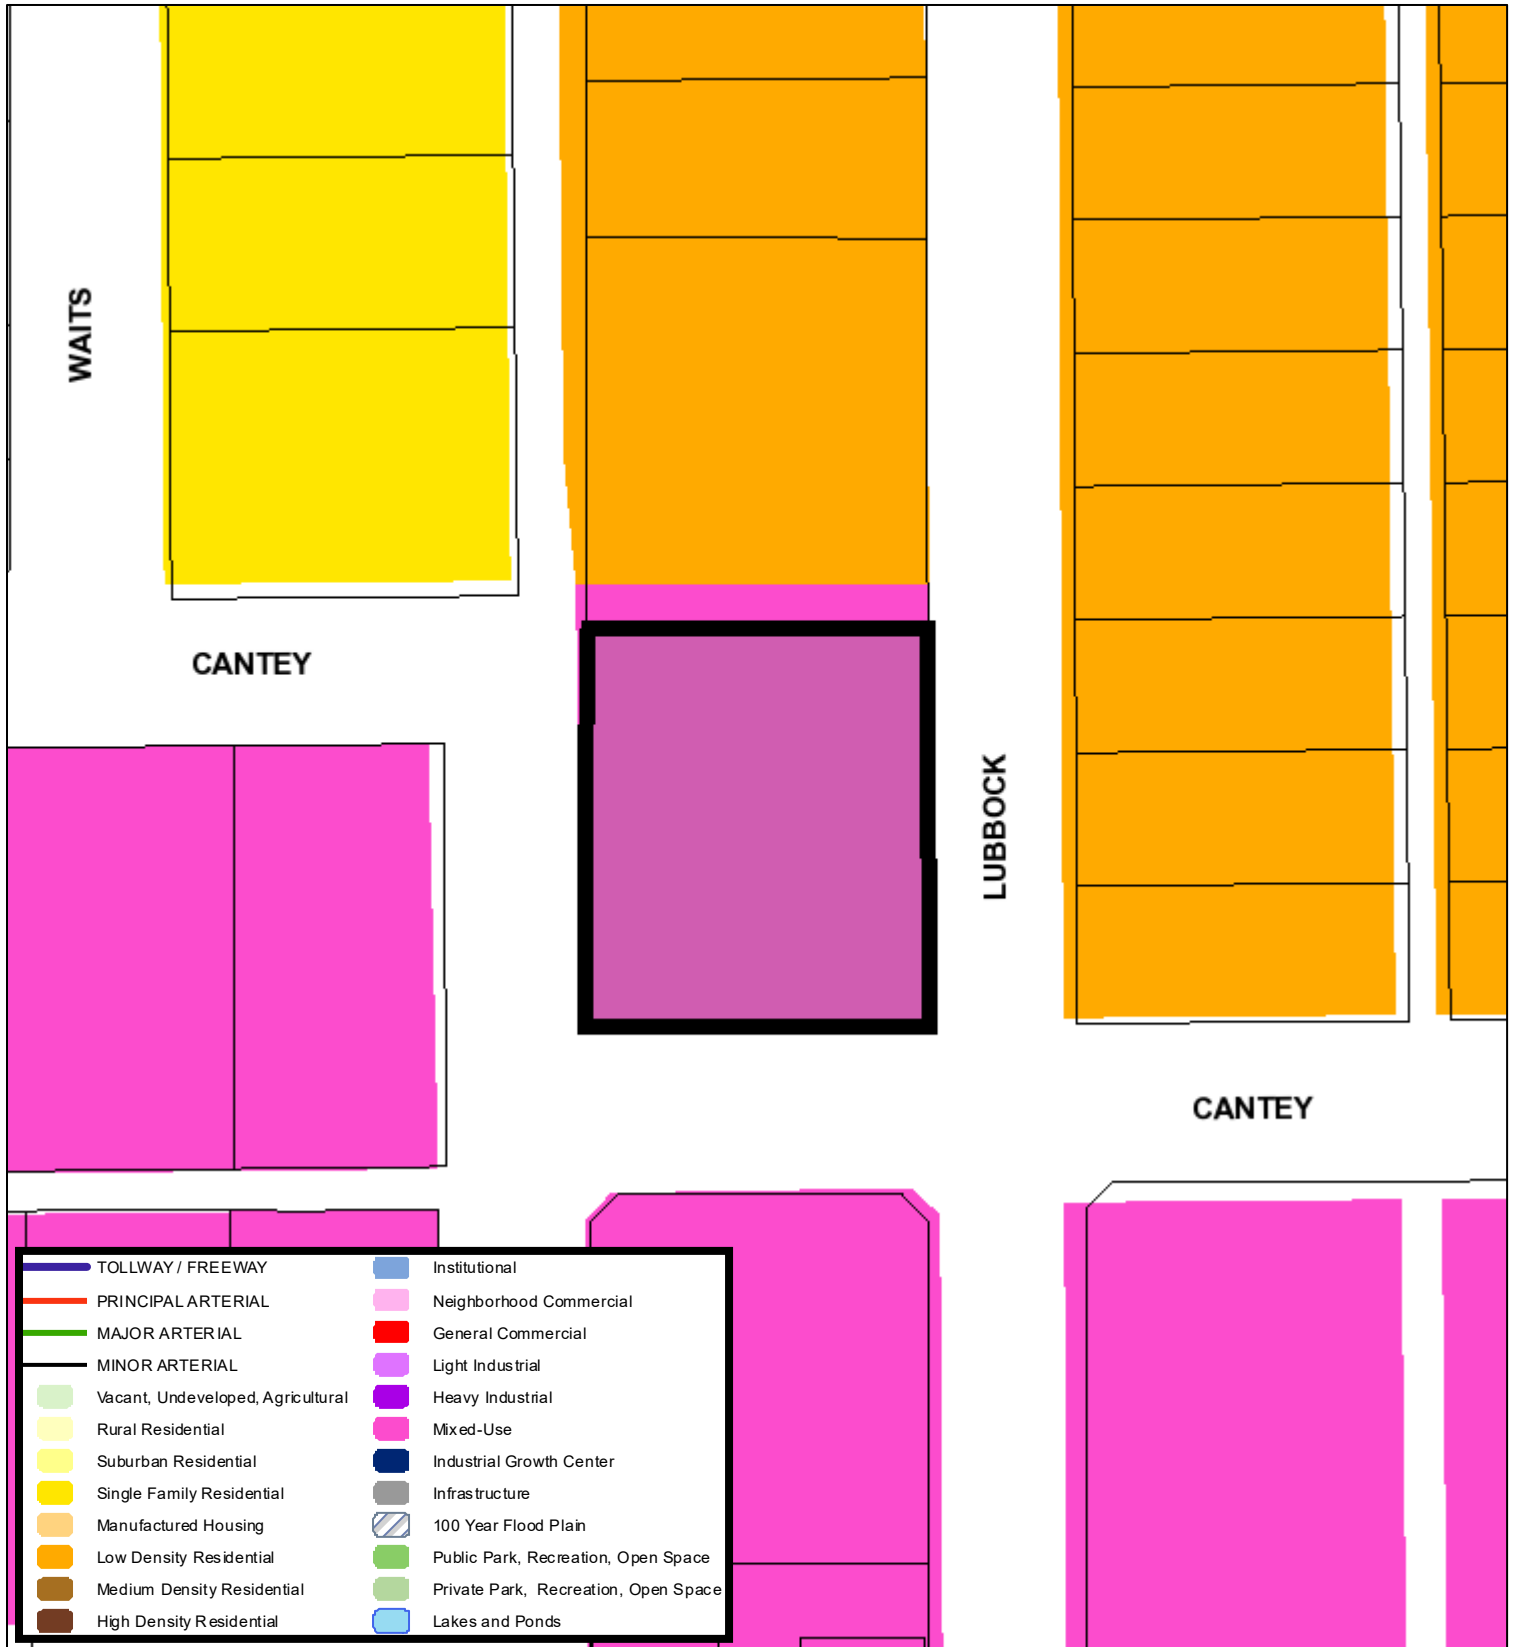 WAITS
CANTEY
LUBBOCK
CANTEY
TOLLWAY / FREEWAY
PRINCIPAL ARTERIAL
MAJOR ARTERIAL
MINOR ARTERIAL
Vacant, Undeveloped, Agricultural
Rural Residential
Suburban Residential
Single Family Residential
Manufactured Housing
Low Density Residential
Medium Density Residential
High Density Residential
Institutional
Neighborhood Commercial
General Commercial
Light Industrial
Heavy Industrial
Mixed-Use
Industrial Growth Center
Infrastructure
100 Year Flood Plain
Public Park, Recreation, Open Space
Private Park, Recreation, Open Space
Lakes and Ponds